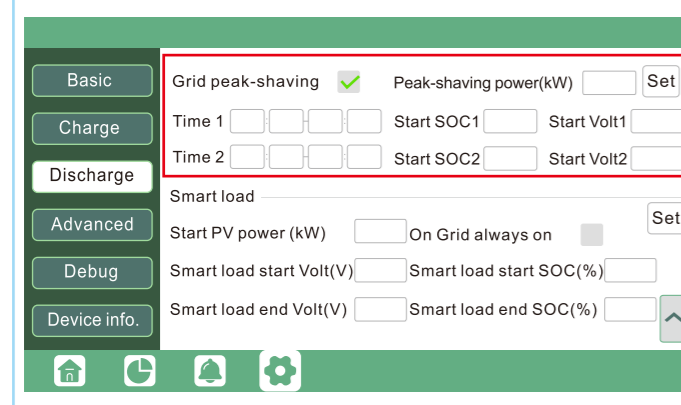 Basic
Charge
Discharge
Advanced
Debug
Device info.
Grid peak-shaving Peak-shaving power(kW) Set
Time 1 : - : Start SOC1 Start Volt1
Time 2 : - : Start SOC2 Start Volt2
Smart load
Set
Start PV power (kW) On Grid always on
Smart load start Volt(V) Smart load start SOC(%)
Smart load end Volt(V) Smart load end SOC(%)